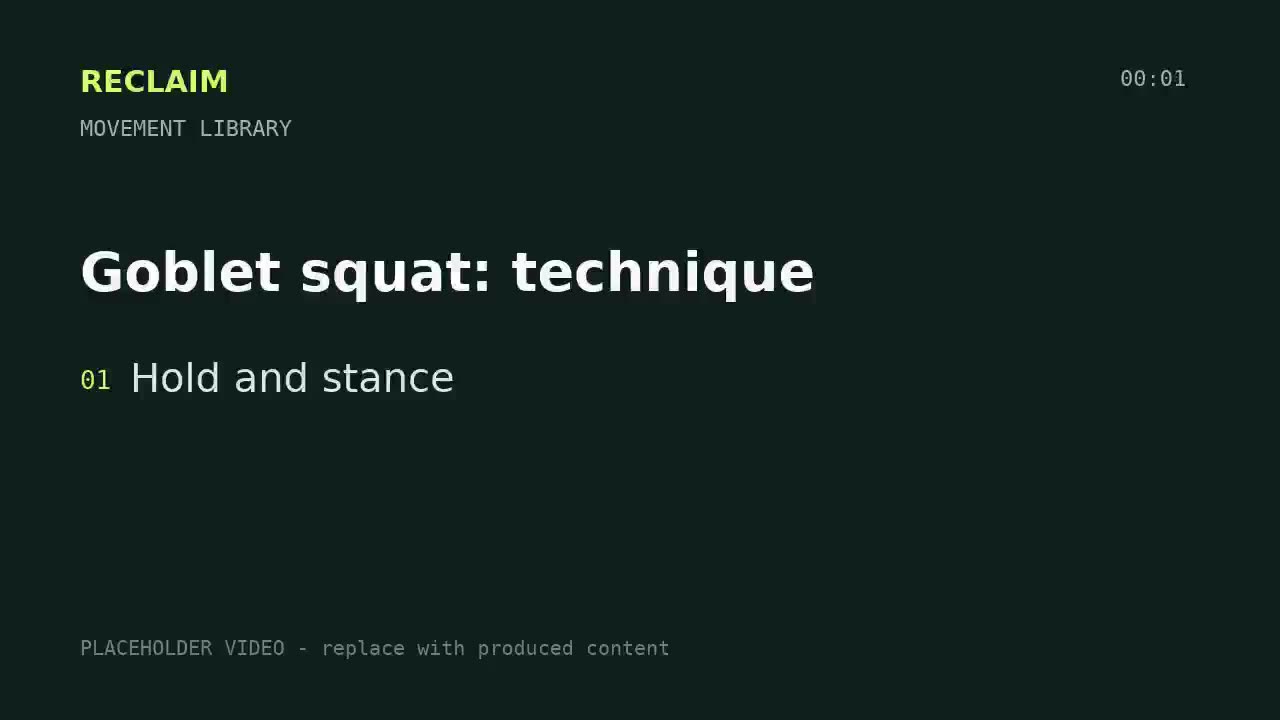 RECLAIM
00:01
MOVEMENT LIBRARY
Goblet squat: technique
01 Hold and stance
PLACEHOLDER VIDEO - replace with produced content